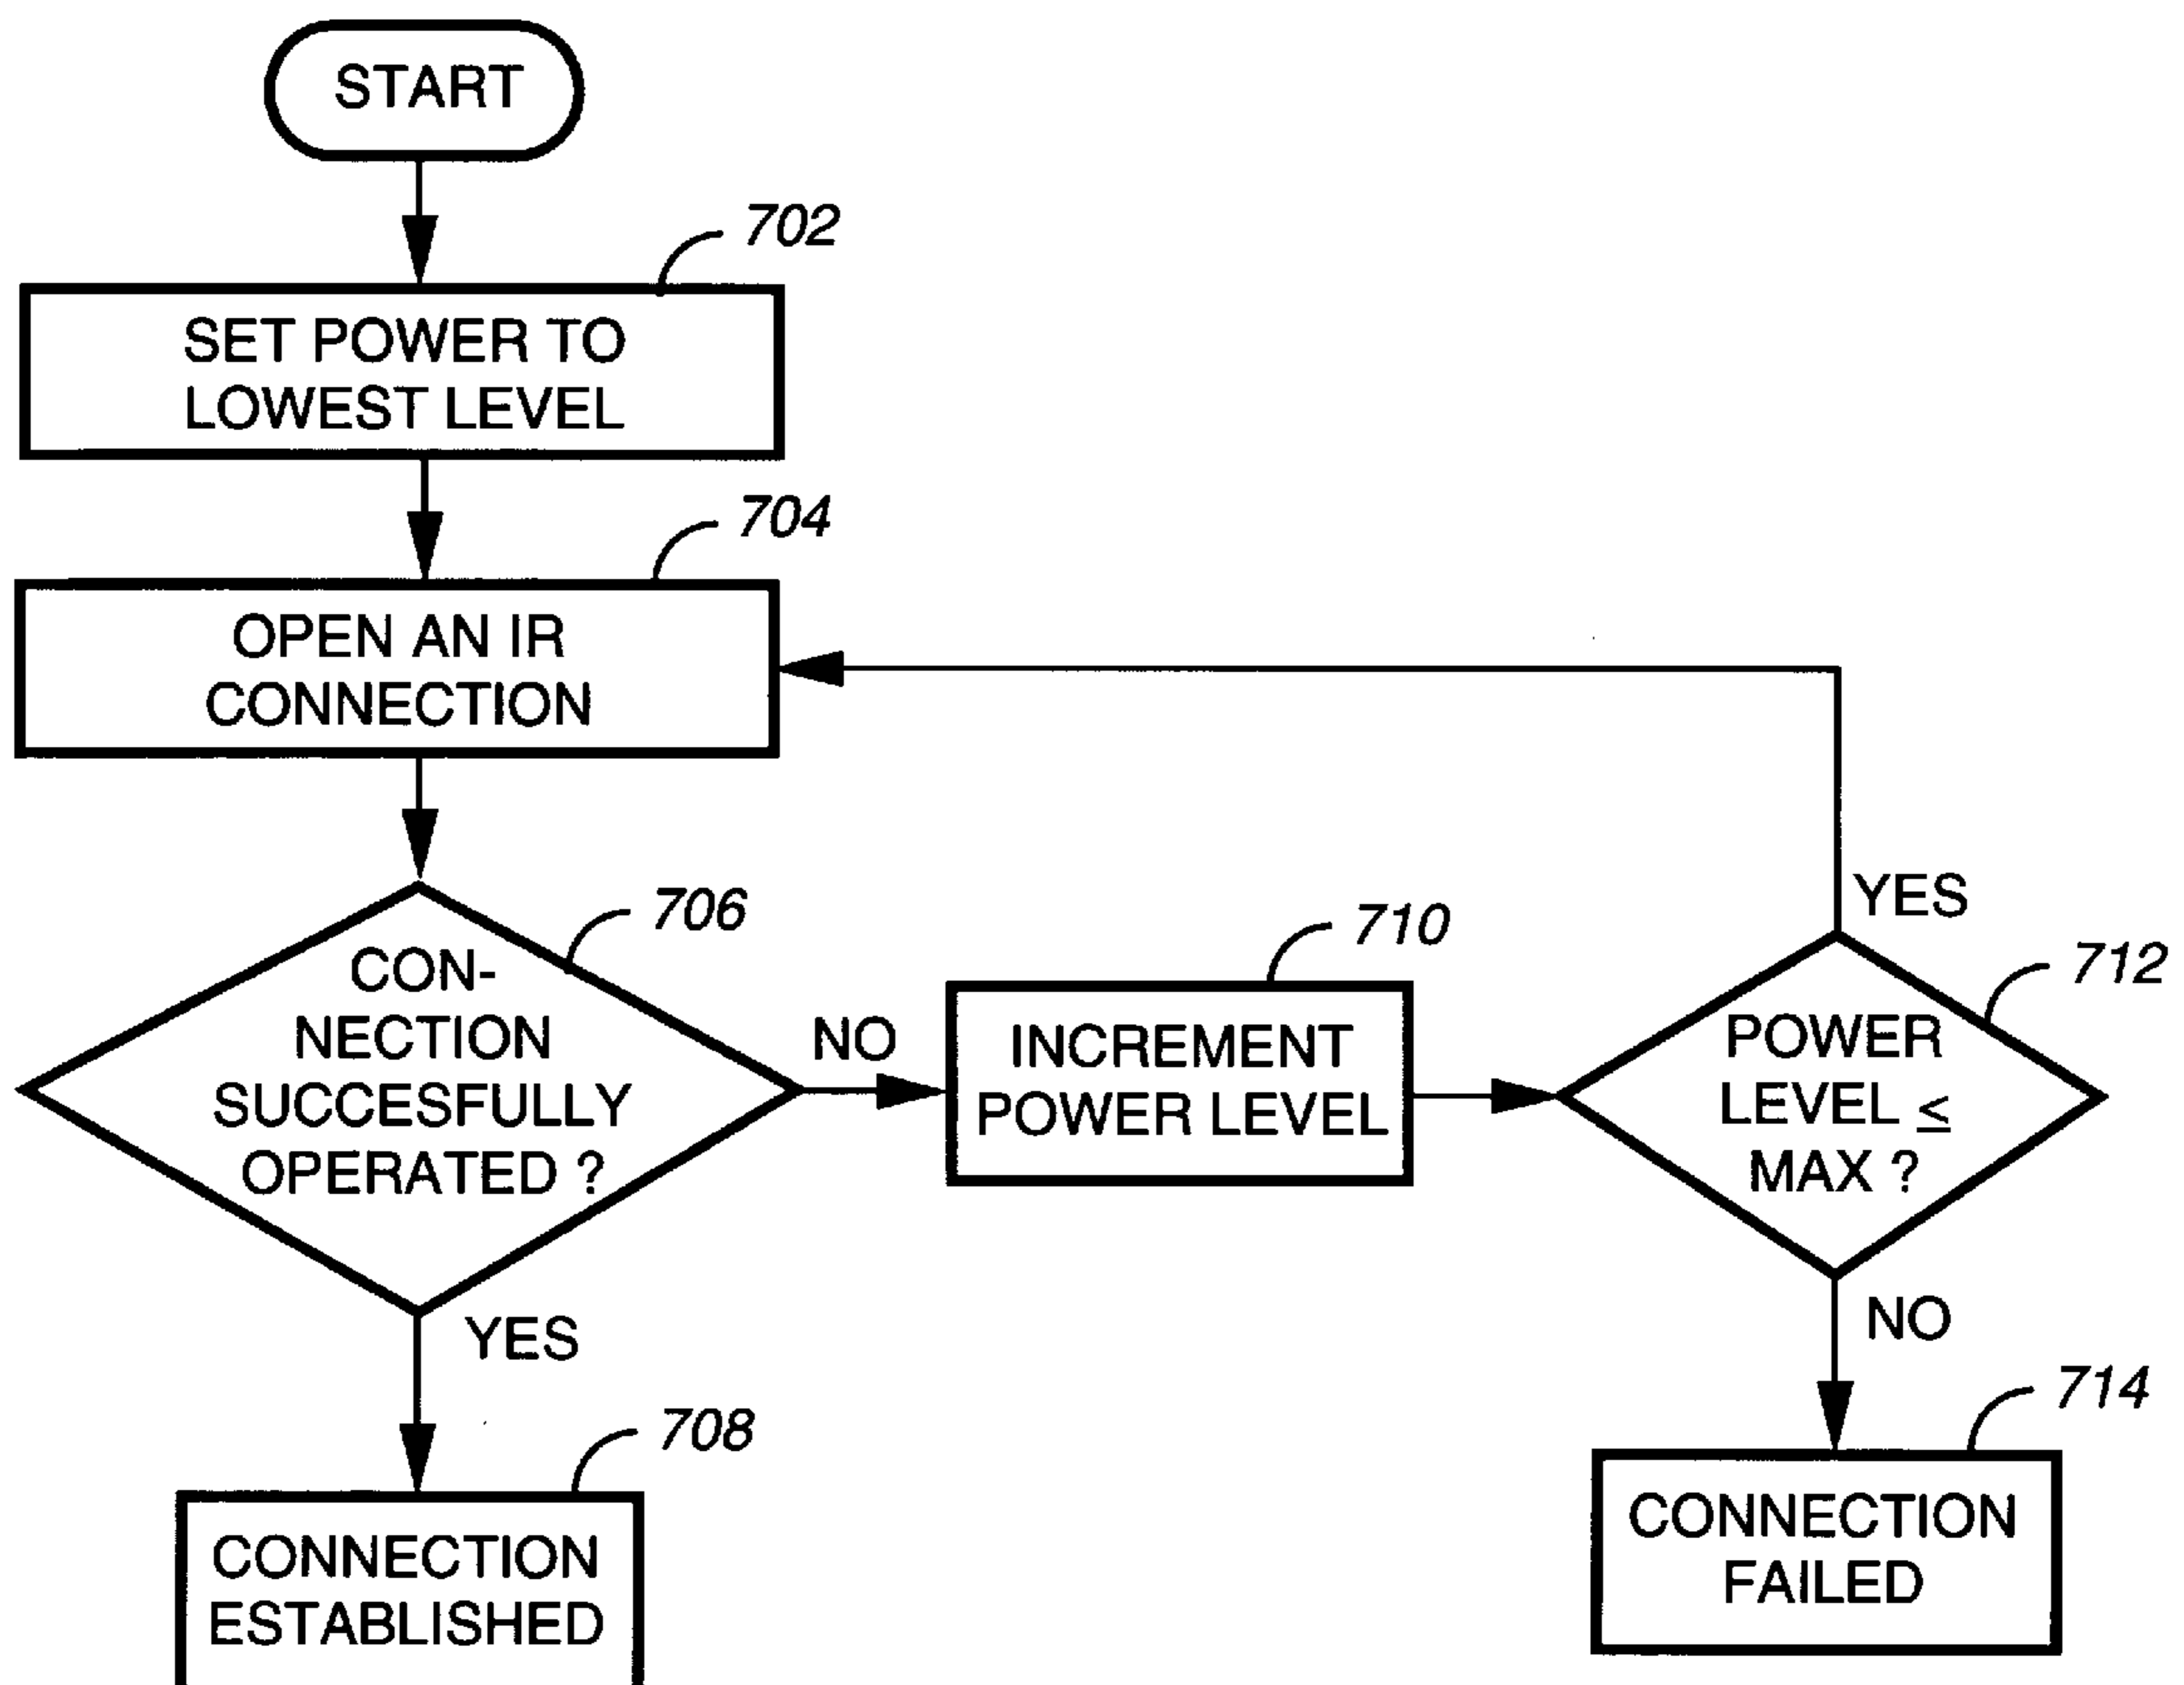 START
702
SET POWER TO
LOWEST LEVEL
704
OPEN AN IR
CONNECTION
706
CON-
NECTION
SUCCESFULLY
OPERATED ?
NO
YES
710
INCREMENT
POWER LEVEL
712
POWER
LEVEL ≤
MAX ?
YES
NO
708
CONNECTION
ESTABLISHED
714
CONNECTION
FAILED